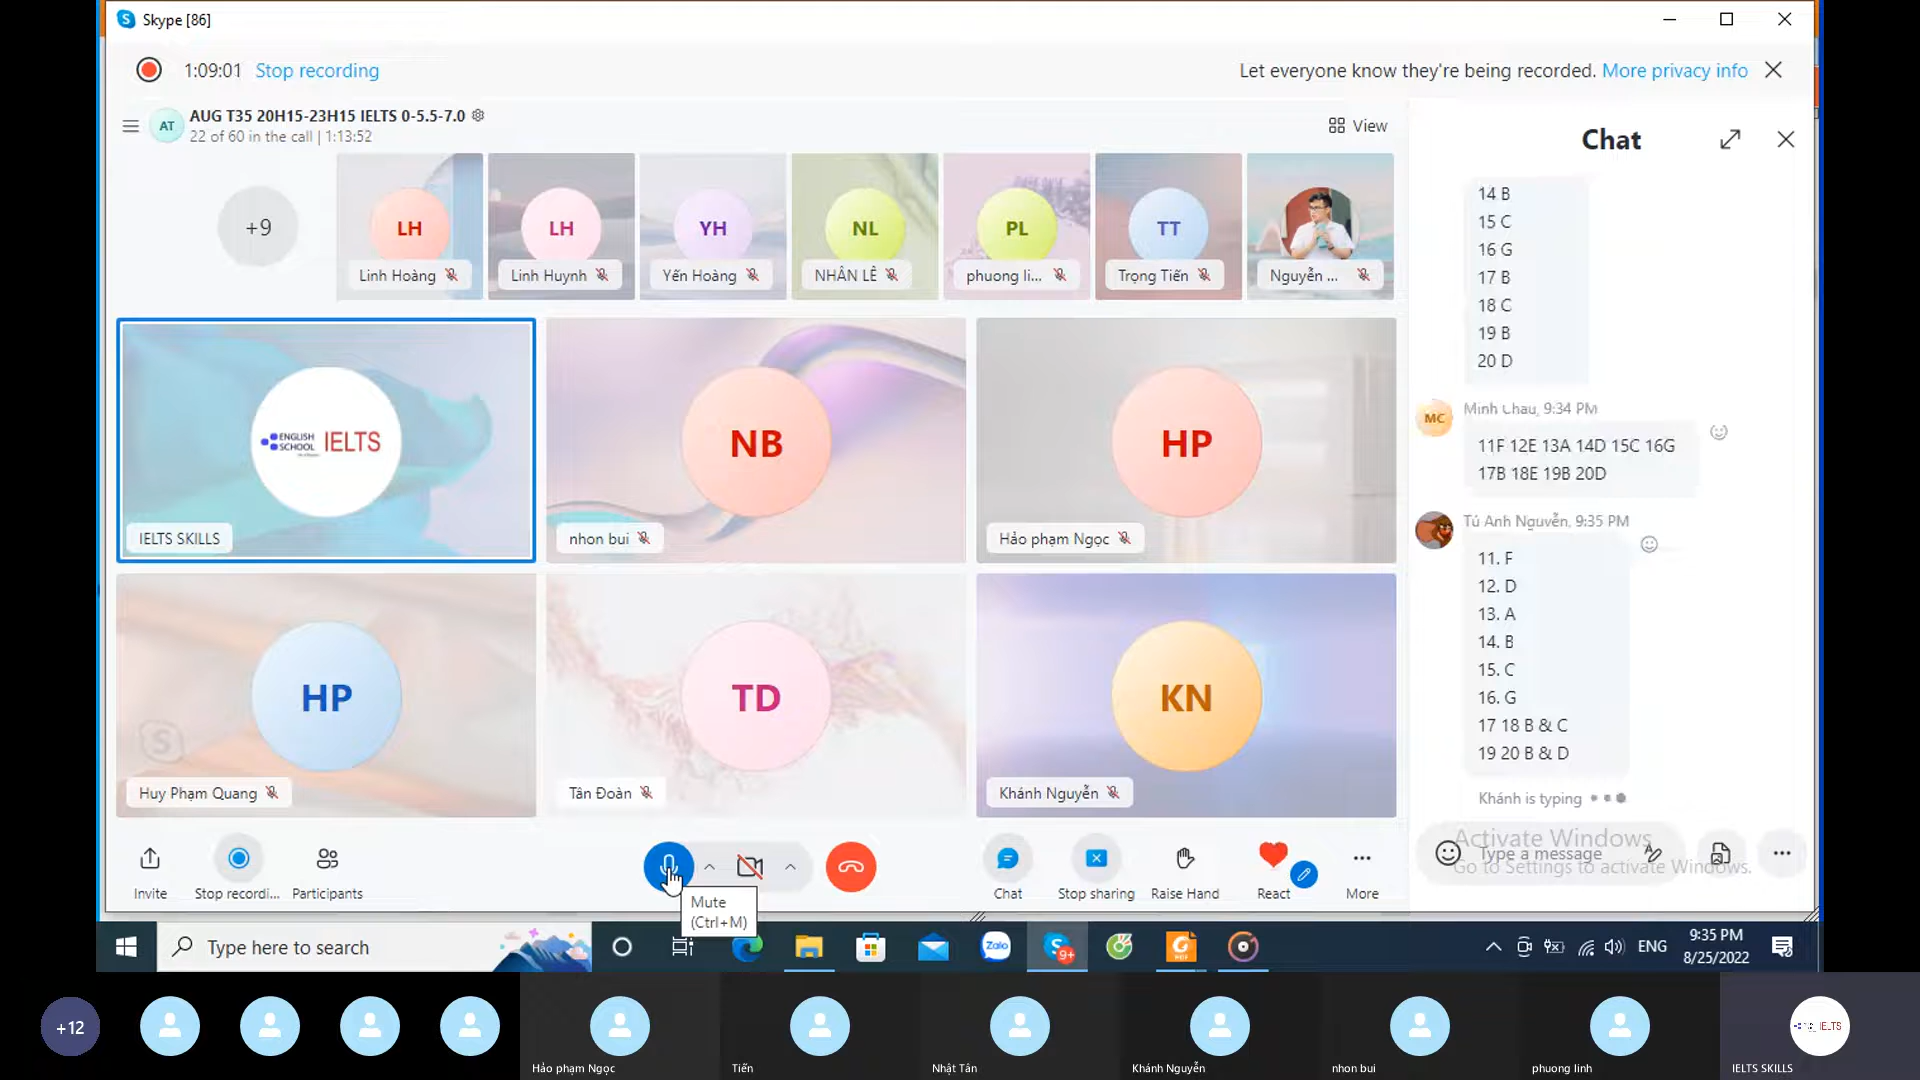 Skype [86]
1:09:01 Stop recording
Let everyone know they're being recorded. More privacy info
AT
AUG T35 20H15-23H15 IELTS 0-5.5-7.0
22 of 60 in the call | 1:13:52
View
+9
LH
Linh Hoàng
LH
Linh Huynh
YH
Yến Hoàng
NL
NHÂN LÊ
PL
phuong li...
TT
Trọng Tiến
Nguyễn ...
ENGLISH SCHOOL IELTS
IELTS SKILLS
NB
nhon bui
HP
Hảo phạm Ngọc
HP
Huy Phạm Quang
TD
Tân Đoàn
KN
Khánh Nguyễn
Chat
14 B
15 C
16 G
17 B
18 C
19 B
20 D
MC
Minh Chau, 9:34 PM
11F 12E 13A 14D 15C 16G
17B 18E 19B 20D
Tú Anh Nguyễn, 9:35 PM
11. F
12. D
13. A
14. B
15. C
16. G
17 18 B & C
19 20 B & D
Khánh is typing
Type a message
Activate Windows
Go to Settings to activate Windows.
Invite
Stop recordi...
Participants
Mute
(Ctrl+M)
Chat
Stop sharing
Raise Hand
React
More
Type here to search
Zalo
9+
ENG
9:35 PM
8/25/2022
+12
Hảo phạm Ngọc
Tiến
Nhật Tân
Khánh Nguyễn
nhon bui
phuong linh
IELTS
IELTS SKILLS